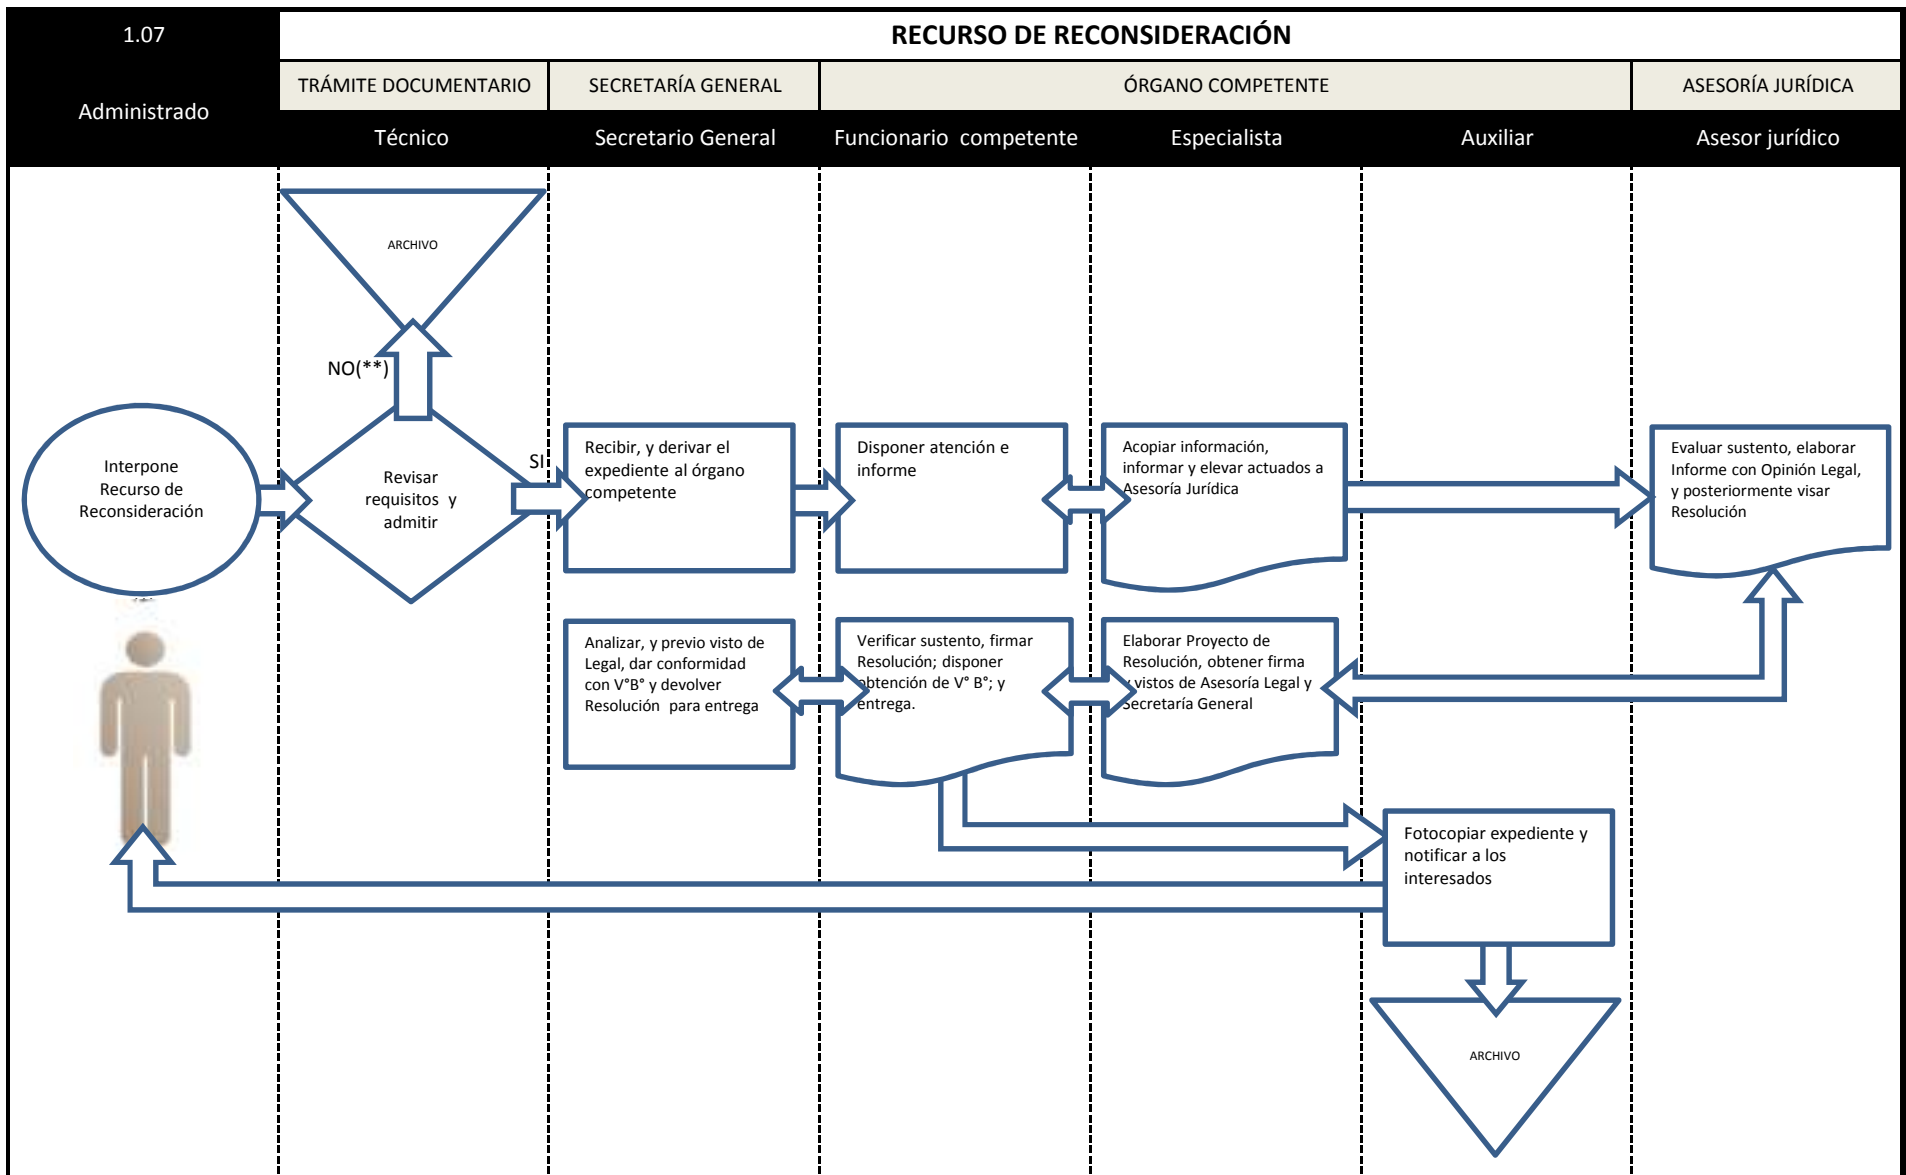 1.07
RECURSO DE RECONSIDERACIÓN
Administrado
TRÁMITE DOCUMENTARIO
SECRETARÍA GENERAL
ÓRGANO COMPETENTE
ASESORÍA JURÍDICA
Técnico
Secretario General
Funcionario competente
Especialista
Auxiliar
Asesor jurídico
ARCHIVO
NO(**)
Interpone
Recurso de
Reconsideración
Revisar
requisitos y
admitir
SI
Recibir, y derivar el
expediente al órgano
competente
Disponer atención e
informe
Acopiar información,
informar y elevar actuados a
Asesoría Jurídica
Evaluar sustento, elaborar
Informe con Opinión Legal,
y posteriormente visar
Resolución
Analizar, y previo visto de
Legal, dar conformidad
con V°B° y devolver
Resolución para entrega
Verificar sustento, firmar
Resolución; disponer
obtención de V° B°; y
entrega.
Elaborar Proyecto de
Resolución, obtener firma
y vistos de Asesoría Legal y
Secretaría General
Fotocopiar expediente y
notificar a los
interesados
ARCHIVO